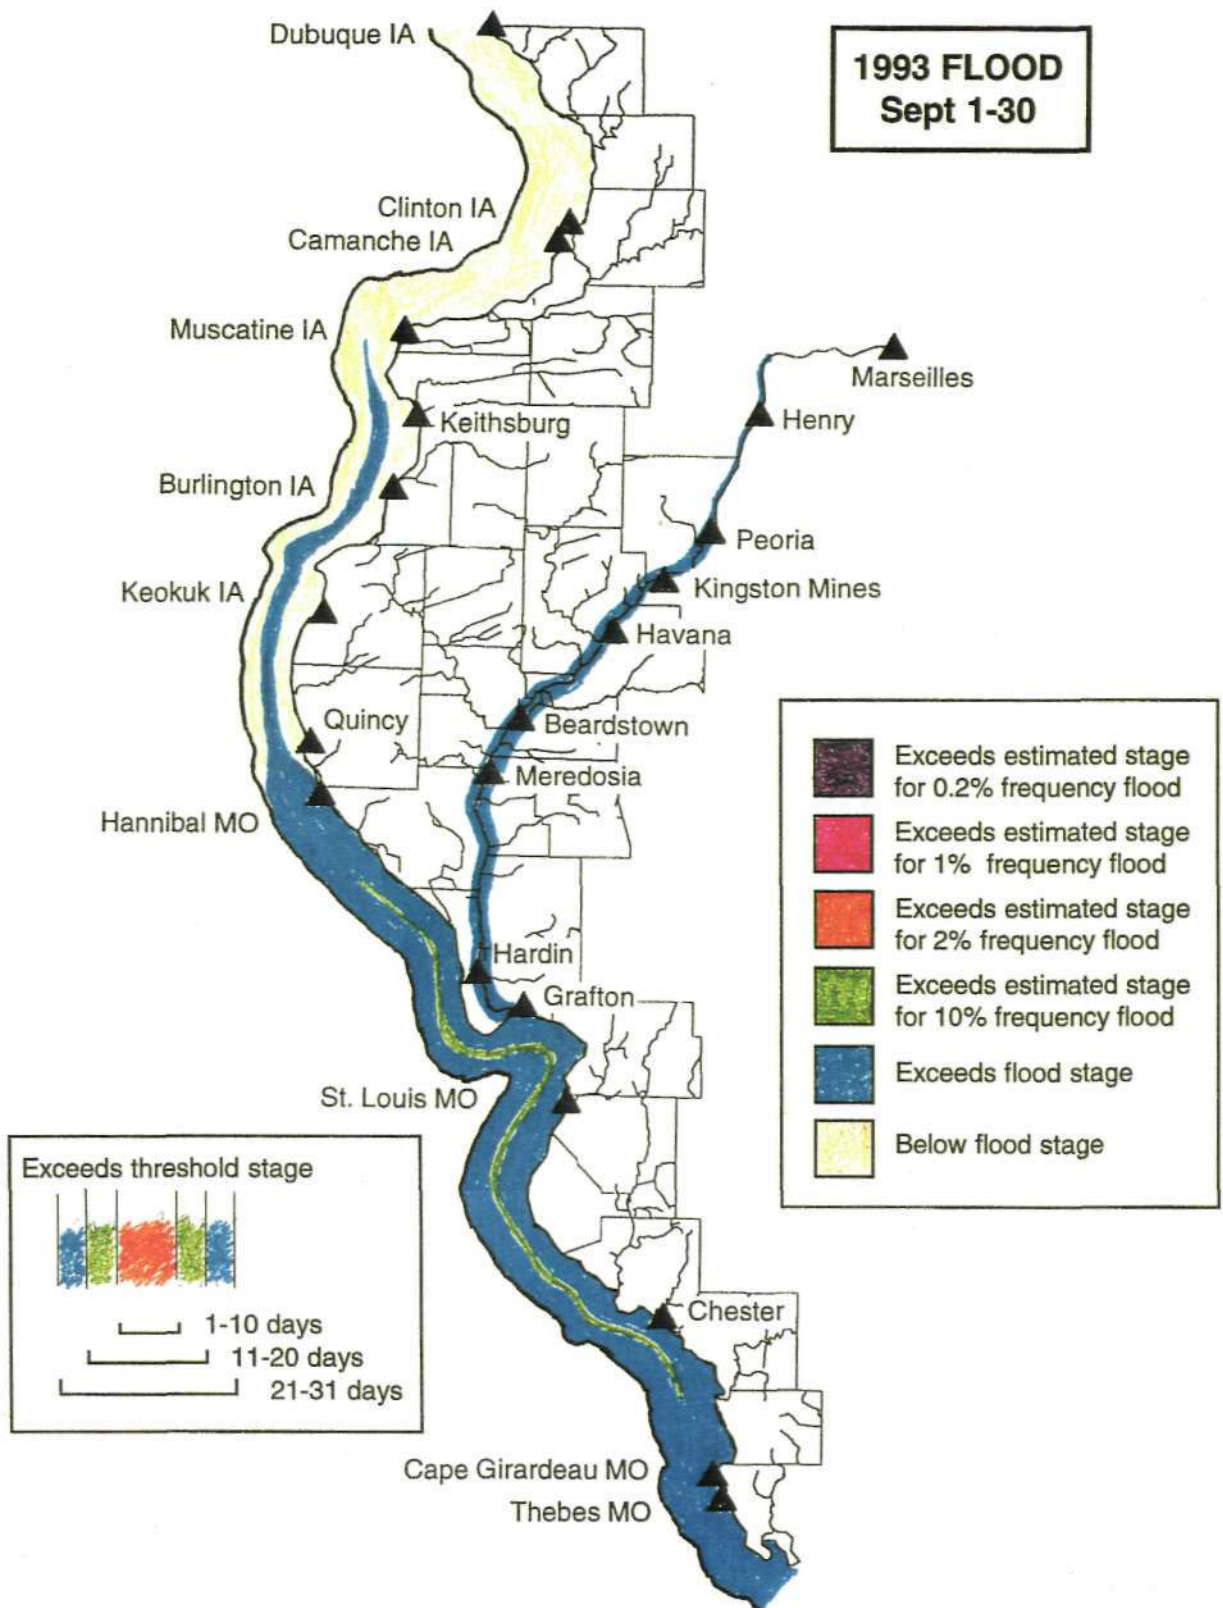 1993 FLOOD
Sept 1-30
Dubuque IA
Clinton IA
Camanche IA
Muscatine IA
Marseilles
Keithsburg
Henry
Burlington IA
Peoria
Keokuk IA
Kingston Mines
Havana
Quincy
Beardstown
Meredosia
Hannibal MO
Hardin
Grafton
St. Louis MO
Chester
Cape Girardeau MO
Thebes MO
Exceeds estimated stage
for 0.2% frequency flood
Exceeds estimated stage
for 1% frequency flood
Exceeds estimated stage
for 2% frequency flood
Exceeds estimated stage
for 10% frequency flood
Exceeds flood stage
Below flood stage
Exceeds threshold stage
1-10 days
11-20 days
21-31 days